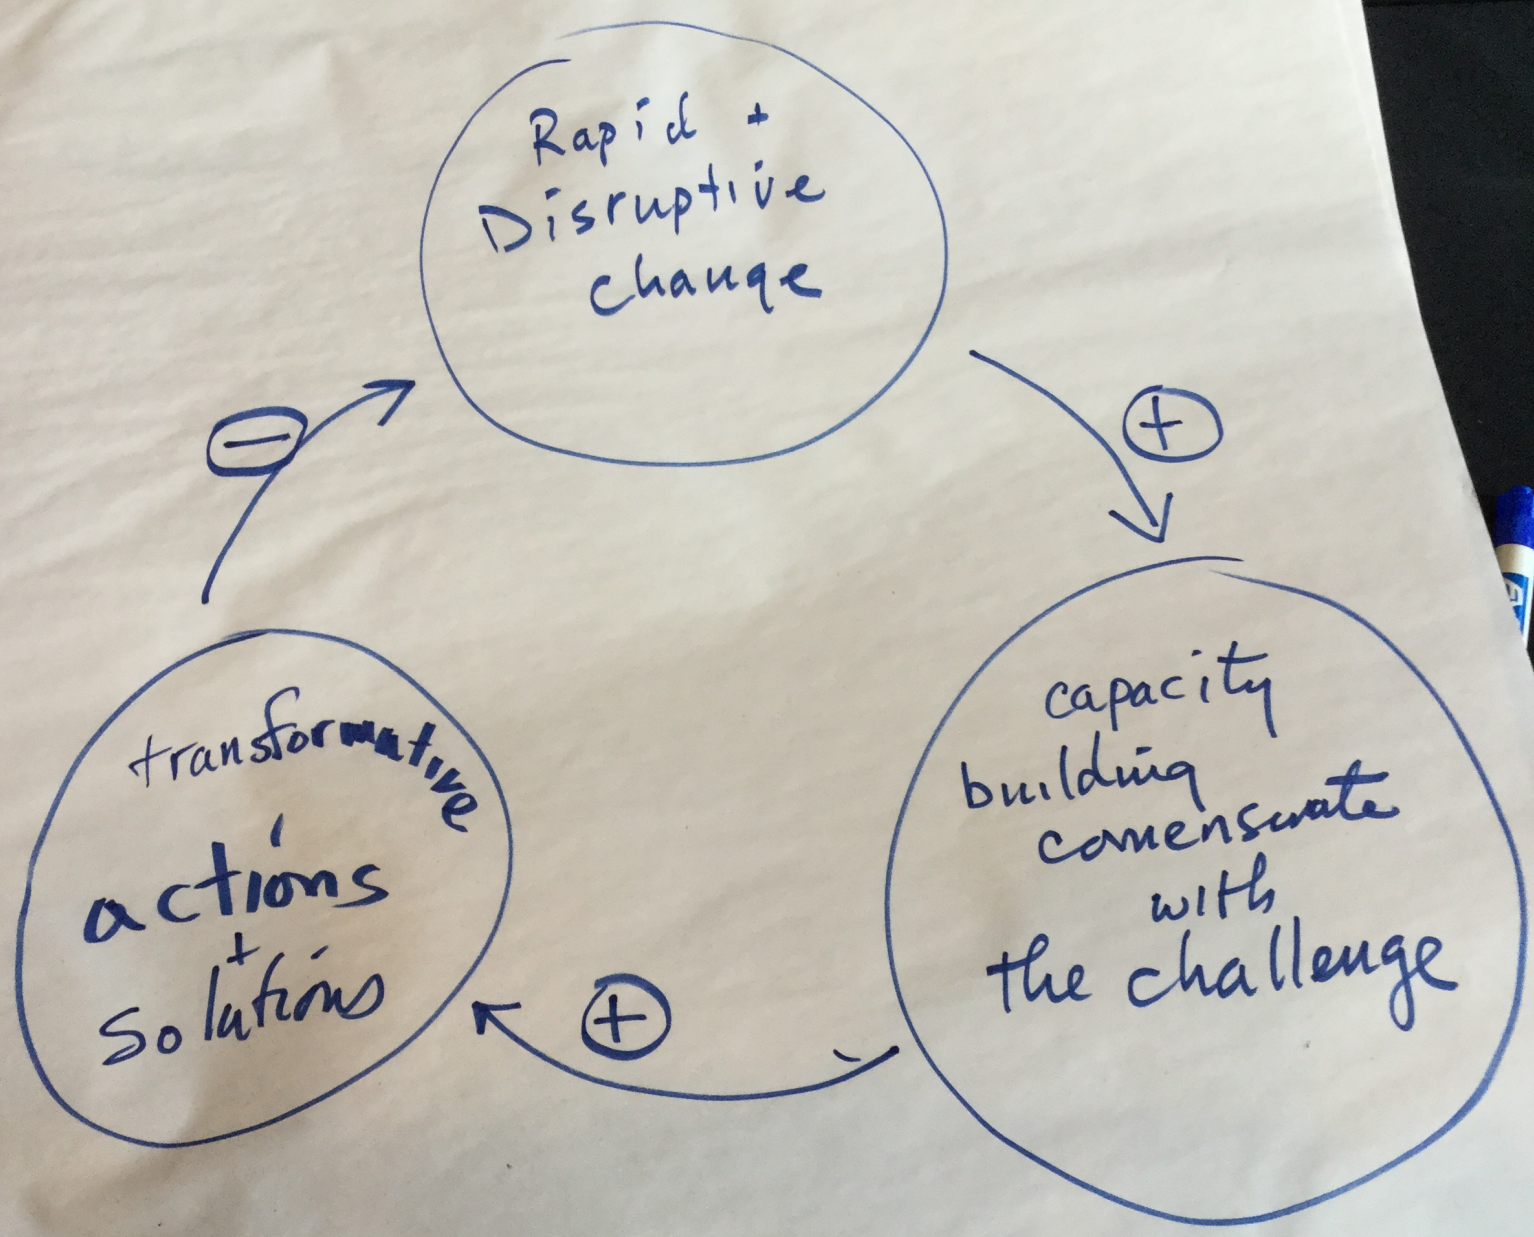 Rapid +
Disruptive
change
−
+
capacity
building
comensurate
with
the challenge
transformative
actions
+
solutions
+